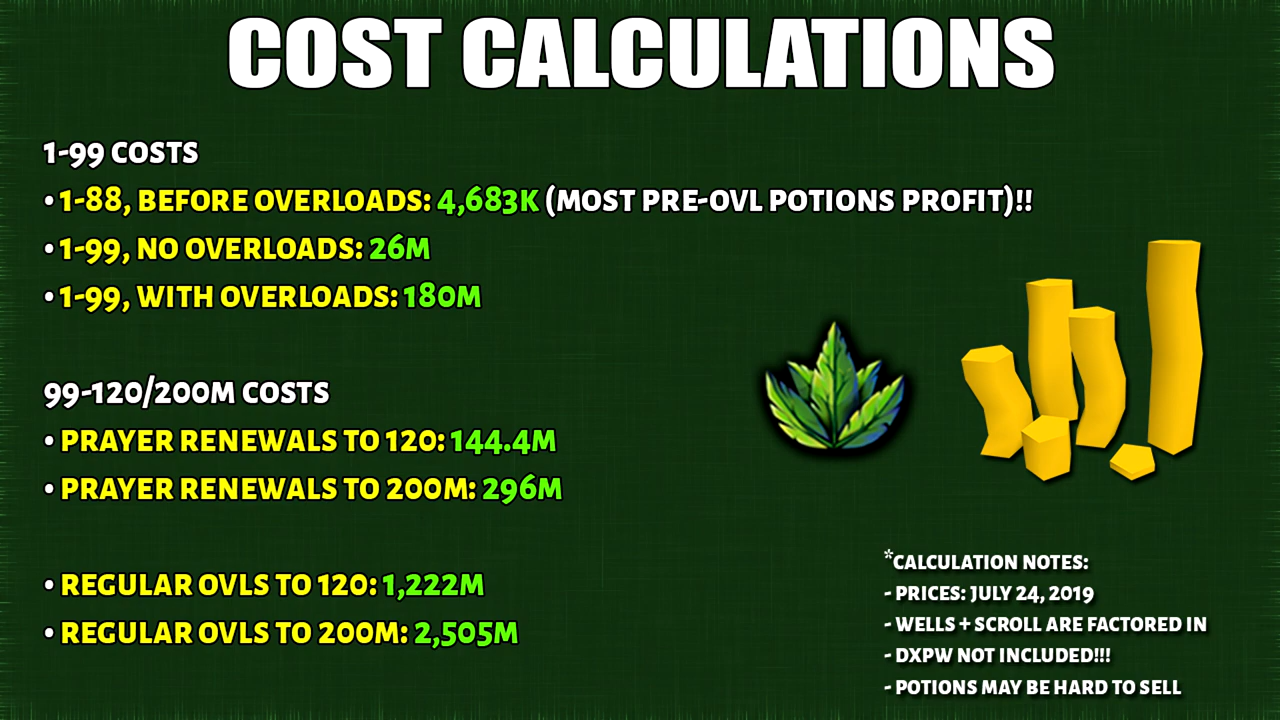 COST CALCULATIONS
1-99 COSTS
• 1-88, BEFORE OVERLOADS: 4,683K (MOST PRE-OVL POTIONS PROFIT)!!
• 1-99, NO OVERLOADS: 26M
• 1-99, WITH OVERLOADS: 180M
99-120/200M COSTS
• PRAYER RENEWALS TO 120: 144.4M
• PRAYER RENEWALS TO 200M: 296M
• REGULAR OVLS TO 120: 1,222M
• REGULAR OVLS TO 200M: 2,505M
*CALCULATION NOTES:
- PRICES: JULY 24, 2019
- WELLS + SCROLL ARE FACTORED IN
- DXPW NOT INCLUDED!!!
- POTIONS MAY BE HARD TO SELL